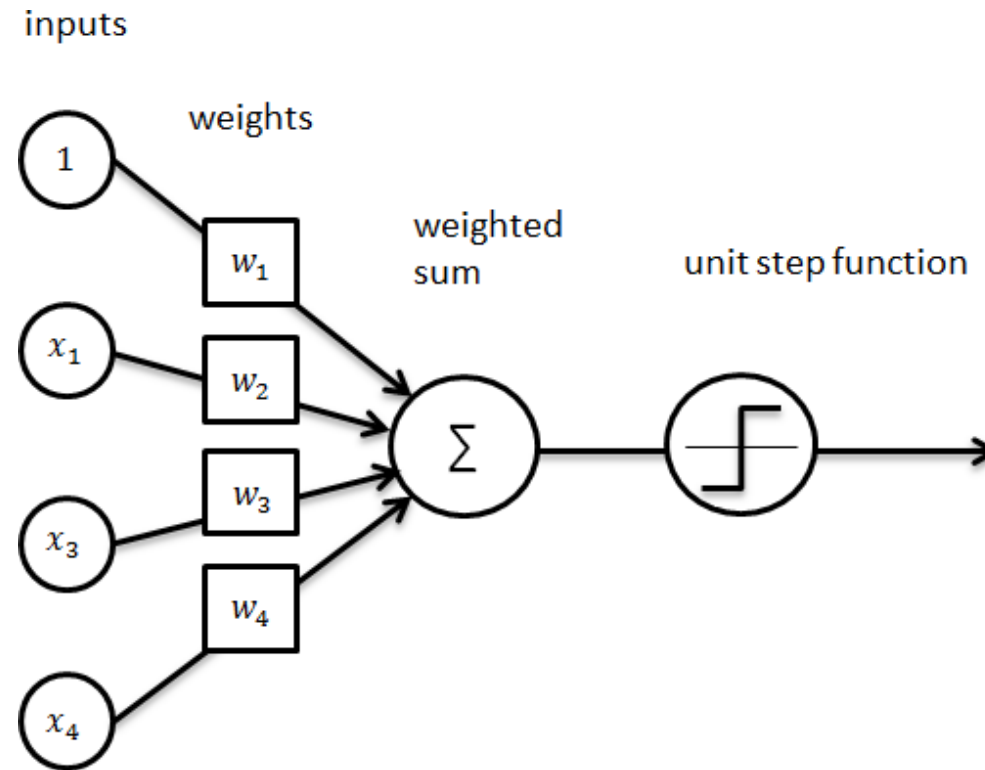 inputs
weights
1
weighted
sum
unit step function
w₁
x₁
w₂
∑
w₃
x₃
w₄
x₄